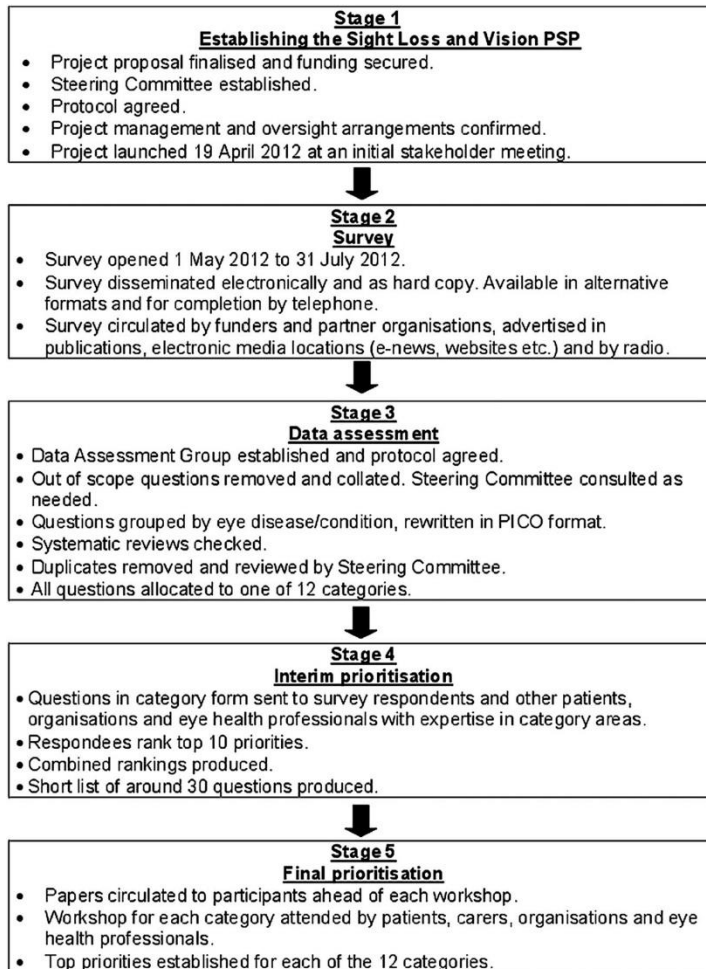 Stage 1
Establishing the Sight Loss and Vision PSP
• Project proposal finalised and funding secured.
• Steering Committee established.
• Protocol agreed.
• Project management and oversight arrangements confirmed.
• Project launched 19 April 2012 at an initial stakeholder meeting.
Stage 2
Survey
• Survey opened 1 May 2012 to 31 July 2012.
• Survey disseminated electronically and as hard copy. Available in alternative
formats and for completion by telephone.
• Survey circulated by funders and partner organisations, advertised in
publications, electronic media locations (e-news, websites etc.) and by radio.
Stage 3
Data assessment
• Data Assessment Group established and protocol agreed.
• Out of scope questions removed and collated. Steering Committee consulted as
needed.
• Questions grouped by eye disease/condition, rewritten in PICO format.
• Systematic reviews checked.
• Duplicates removed and reviewed by Steering Committee.
• All questions allocated to one of 12 categories.
Stage 4
Interim prioritisation
• Questions in category form sent to survey respondents and other patients,
organisations and eye health professionals with expertise in category areas.
• Respondees rank top 10 priorities.
• Combined rankings produced.
• Short list of around 30 questions produced.
Stage 5
Final prioritisation
• Papers circulated to participants ahead of each workshop.
• Workshop for each category attended by patients, carers, organisations and eye
health professionals.
• Top priorities established for each of the 12 categories.